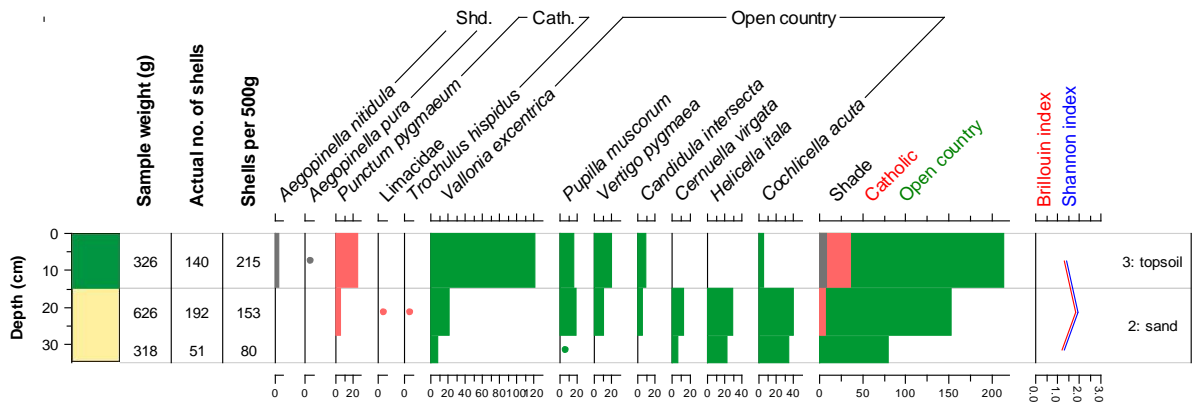 Shd. Cath. Open country
Sample weight (g)
Actual no. of shells
Shells per 500g
Aegopinella nitidula
Aegopinella pura
Punctum pygmaeum
Limacidae
Trochulus hispidus
Vallonia excentrica
Pupilla muscorum
Vertigo pygmaea
Candidula intersecta
Cernuella virgata
Helicella itala
Cochlicella acuta
Shade
Catholic
Open country
Brillouin index
Shannon index
Depth (cm)
0
10
20
30
326 140 215
626 192 153
318 51 80
3: topsoil
2: sand
0 0 0 20 0 0 0 20 40 60 80 100 120 0 20 0 20 0 20 0 20 0 20 40 0 20 40 0 50 100 150 200 0.0 1.0 2.0 3.0